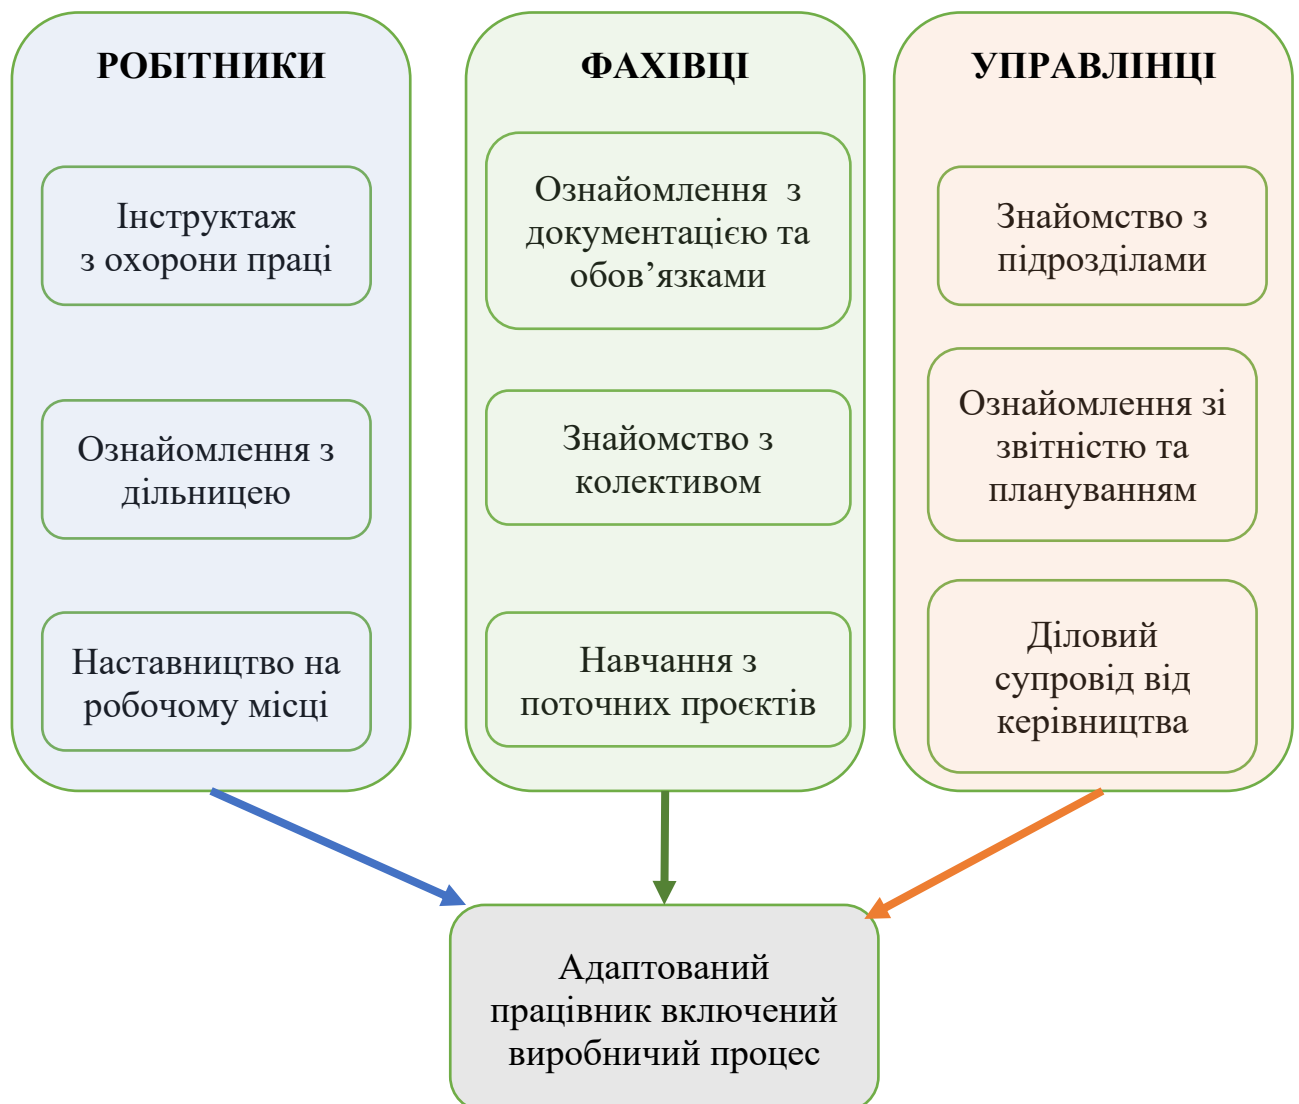 РОБІТНИКИ
Інструктаж
з охорони праці
Ознайомлення з
дільницею
Наставництво на
робочому місці
ФАХІВЦІ
Ознайомлення з
документацією та
обов’язками
Знайомство з
колективом
Навчання з
поточних проєктів
УПРАВЛІНЦІ
Знайомство з
підрозділами
Ознайомлення зі
звітністю та
плануванням
Діловий
супровід від
керівництва
Адаптований
працівник включений
виробничий процес